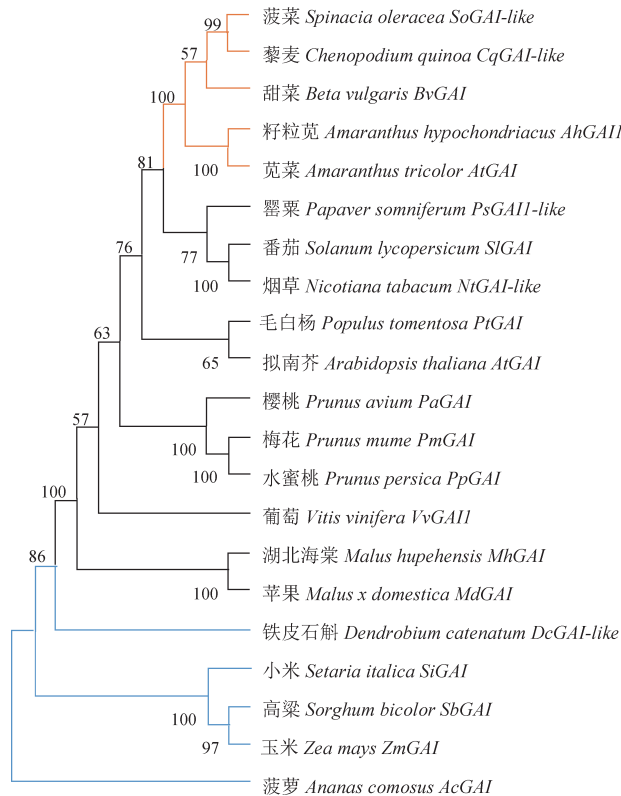 99 菠菜 Spinacia oleracea SoGAI-like
藜麦 Chenopodium quinoa CqGAI-like
57
甜菜 Beta vulgaris BvGAI
100
籽粒苋 Amaranthus hypochondriacus AhGAI1
100 苋菜 Amaranthus tricolor AtGAI
81
罂粟 Papaver somniferum PsGAI1-like
76
77 番茄 Solanum lycopersicum SlGAI
100 烟草 Nicotiana tabacum NtGAI-like
毛白杨 Populus tomentosa PtGAI
63
65 拟南芥 Arabidopsis thaliana AtGAI
樱桃 Prunus avium PaGAI
57
100 梅花 Prunus mume PmGAI
100 水蜜桃 Prunus persica PpGAI
100
葡萄 Vitis vinifera VvGAI1
86
湖北海棠 Malus hupehensis MhGAI
100 苹果 Malus x domestica MdGAI
铁皮石斛 Dendrobium catenatum DcGAI-like
小米 Setaria italica SiGAI
100 高粱 Sorghum bicolor SbGAI
97 玉米 Zea mays ZmGAI
菠萝 Ananas comosus AcGAI